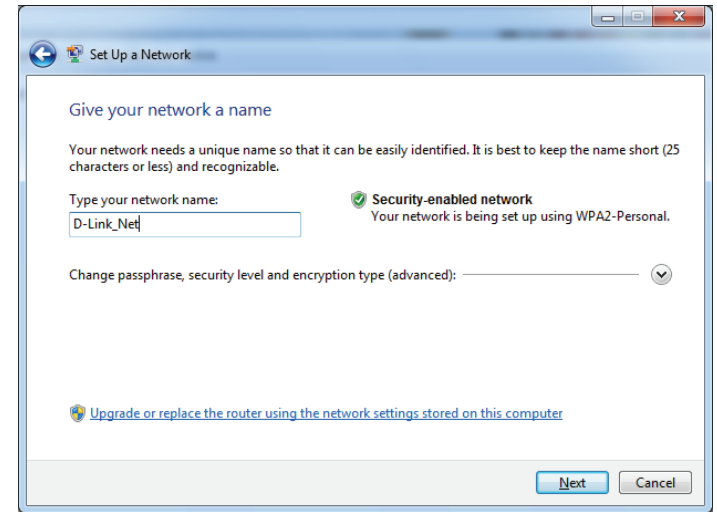 Set Up a Network
Give your network a name
Your network needs a unique name so that it can be easily identified. It is best to keep the name short (25
characters or less) and recognizable.
Type your network name:
D-Link_Net
Security-enabled network
Your network is being set up using WPA2-Personal.
Change passphrase, security level and encryption type (advanced):
Upgrade or replace the router using the network settings stored on this computer
Next
Cancel